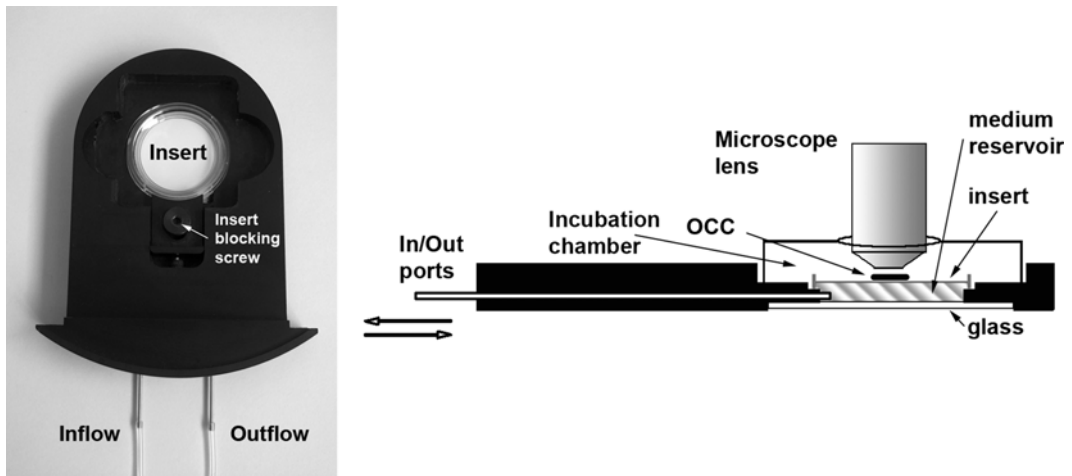 Insert
Insert
blocking
screw
Inflow
Outflow
Microscope
lens
medium
reservoir
insert
Incubation
chamber
OCC
In/Out
ports
glass